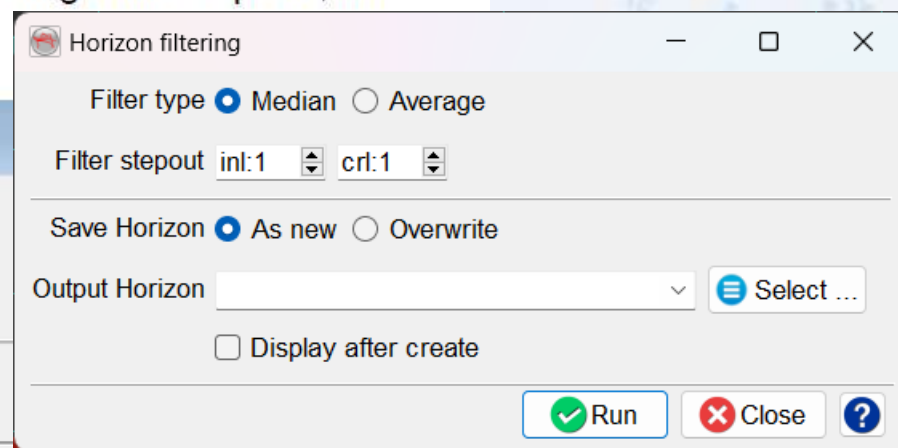 Horizon filtering
Filter type Median Average
Filter stepout inl:1 crl:1
Save Horizon As new Overwrite
Output Horizon Select ...
Display after create
Run Close ?